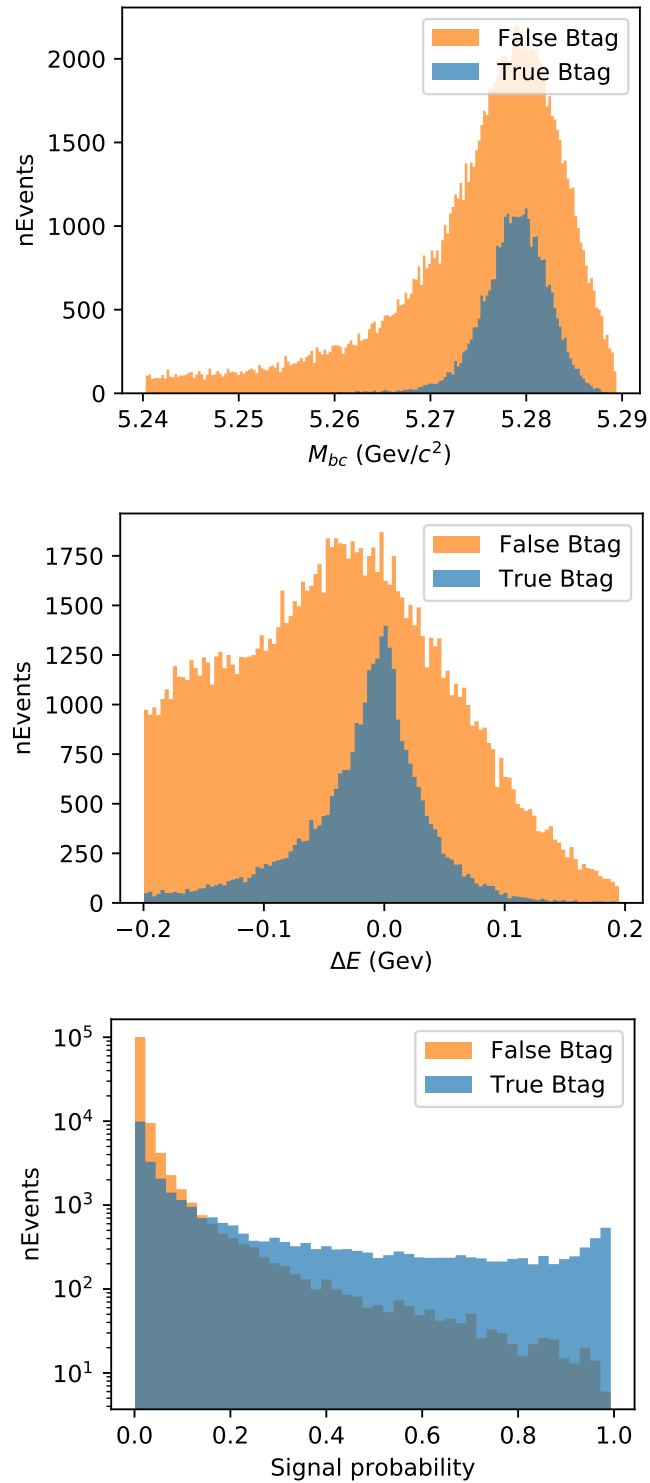 False Btag
True Btag
nEvents
2000
1500
1000
500
0
5.24 5.25 5.26 5.27 5.28 5.29
M_{bc} (Gev/c^2)
False Btag
True Btag
nEvents
1750
1500
1250
1000
750
500
250
0
−0.2 −0.1 0.0 0.1 0.2
ΔE (Gev)
False Btag
True Btag
nEvents
10^5
10^4
10^3
10^2
10^1
0.0 0.2 0.4 0.6 0.8 1.0
Signal probability